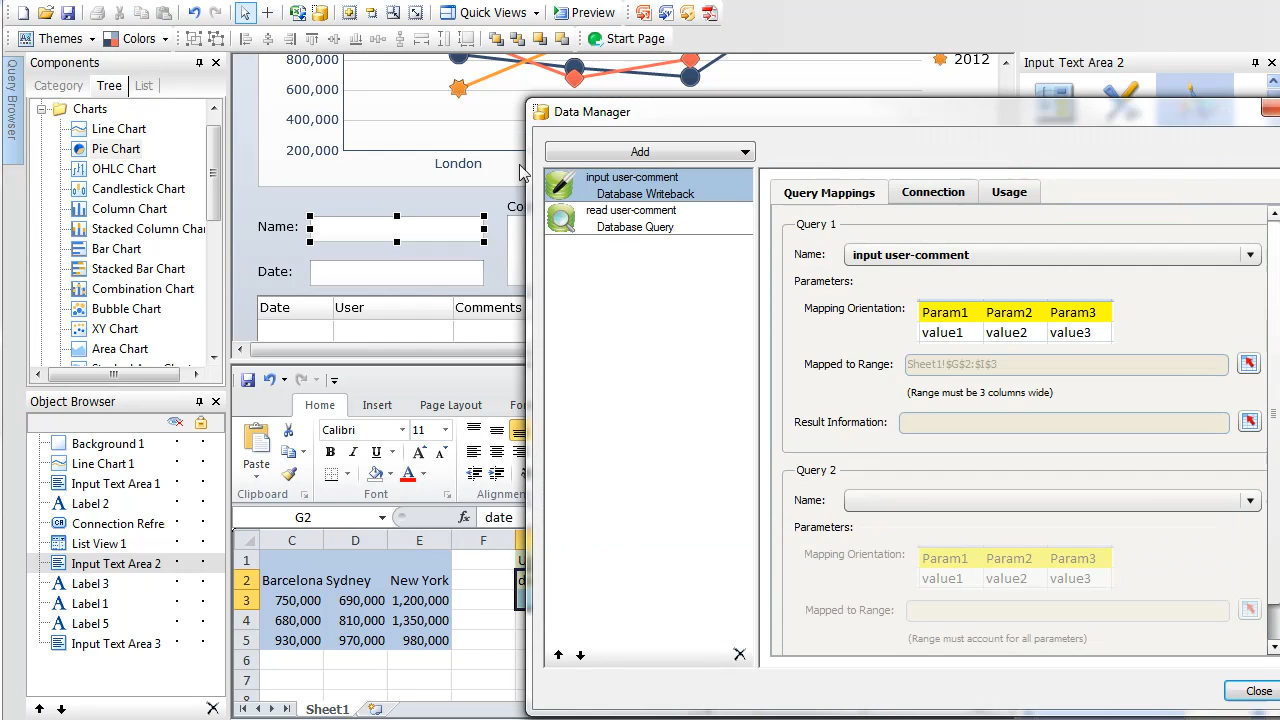 Quick Views
Preview
Themes
Colors
Start Page
Query Browser
Components
Category
Tree
List
Charts
Line Chart
Pie Chart
OHLC Chart
Candlestick Chart
Column Chart
Stacked Column Char
Bar Chart
Stacked Bar Chart
Combination Chart
Bubble Chart
XY Chart
Area Chart
Object Browser
Background 1
Line Chart 1
Input Text Area 1
Label 2
Connection Refre
List View 1
Input Text Area 2
Label 3
Label 1
Label 5
Input Text Area 3
800,000
600,000
400,000
200,000
London
2012
Name:
Co
Date:
Date
User
Comments
Input Text Area 2
Data Manager
Add
input user-comment
Database Writeback
read user-comment
Database Query
Query Mappings
Connection
Usage
Query 1
Name:
input user-comment
Parameters:
Mapping Orientation:
Param1
Param2
Param3
value1
value2
value3
Mapped to Range:
Sheet1!$G$2:$I$3
(Range must be 3 columns wide)
Result Information:
Query 2
Name:
Parameters:
Mapping Orientation:
Param1
Param2
Param3
value1
value2
value3
Mapped to Range:
(Range must account for all parameters)
Close
Home
Insert
Page Layout
For
Paste
Calibri
11
B I U
A A
A
Clipboard
Font
Alignm
G2
fx
date
C D E F
1
2 Barcelona Sydney New York
3 750,000 690,000 1,200,000
4 680,000 810,000 1,350,000
5 930,000 970,000 980,000
6
7
8
Sheet1